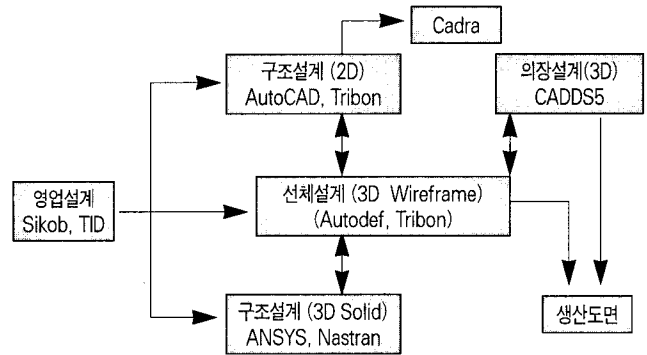 Cadra
구조설계 (2D)
AutoCAD, Tribon
의장설계(3D)
CADDS5
영업설계
Sikob, TID
선체설계 (3D Wireframe)
(Autodef, Tribon)
구조설계 (3D Solid)
ANSYS, Nastran
생산도면